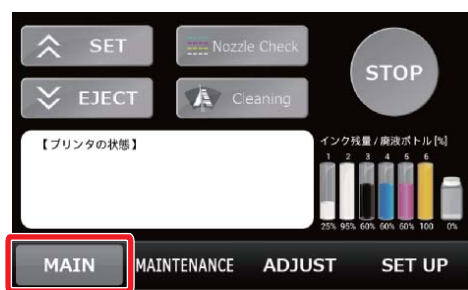 SET
Nozzle Check
STOP
EJECT
Cleaning
【プリンタの状態】
インク残量/廃液ボトル[%]
1 2 3 4 5 6
25% 95% 60% 60% 60% 100 0%
MAIN MAINTENANCE ADJUST SET UP